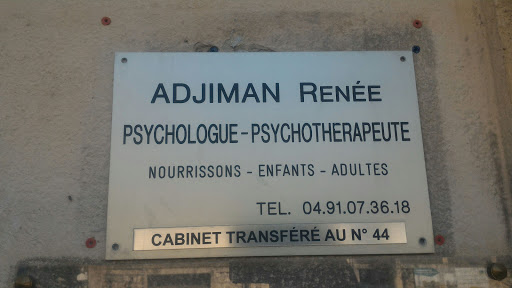 ADJIMAN RENÉE
PSYCHOLOGUE-PSYCHOTHERAPEUTE
NOURRISSONS - ENFANTS - ADULTES
TEL. 04.91.07.36.18
CABINET TRANSFÉRÉ AU N° 44